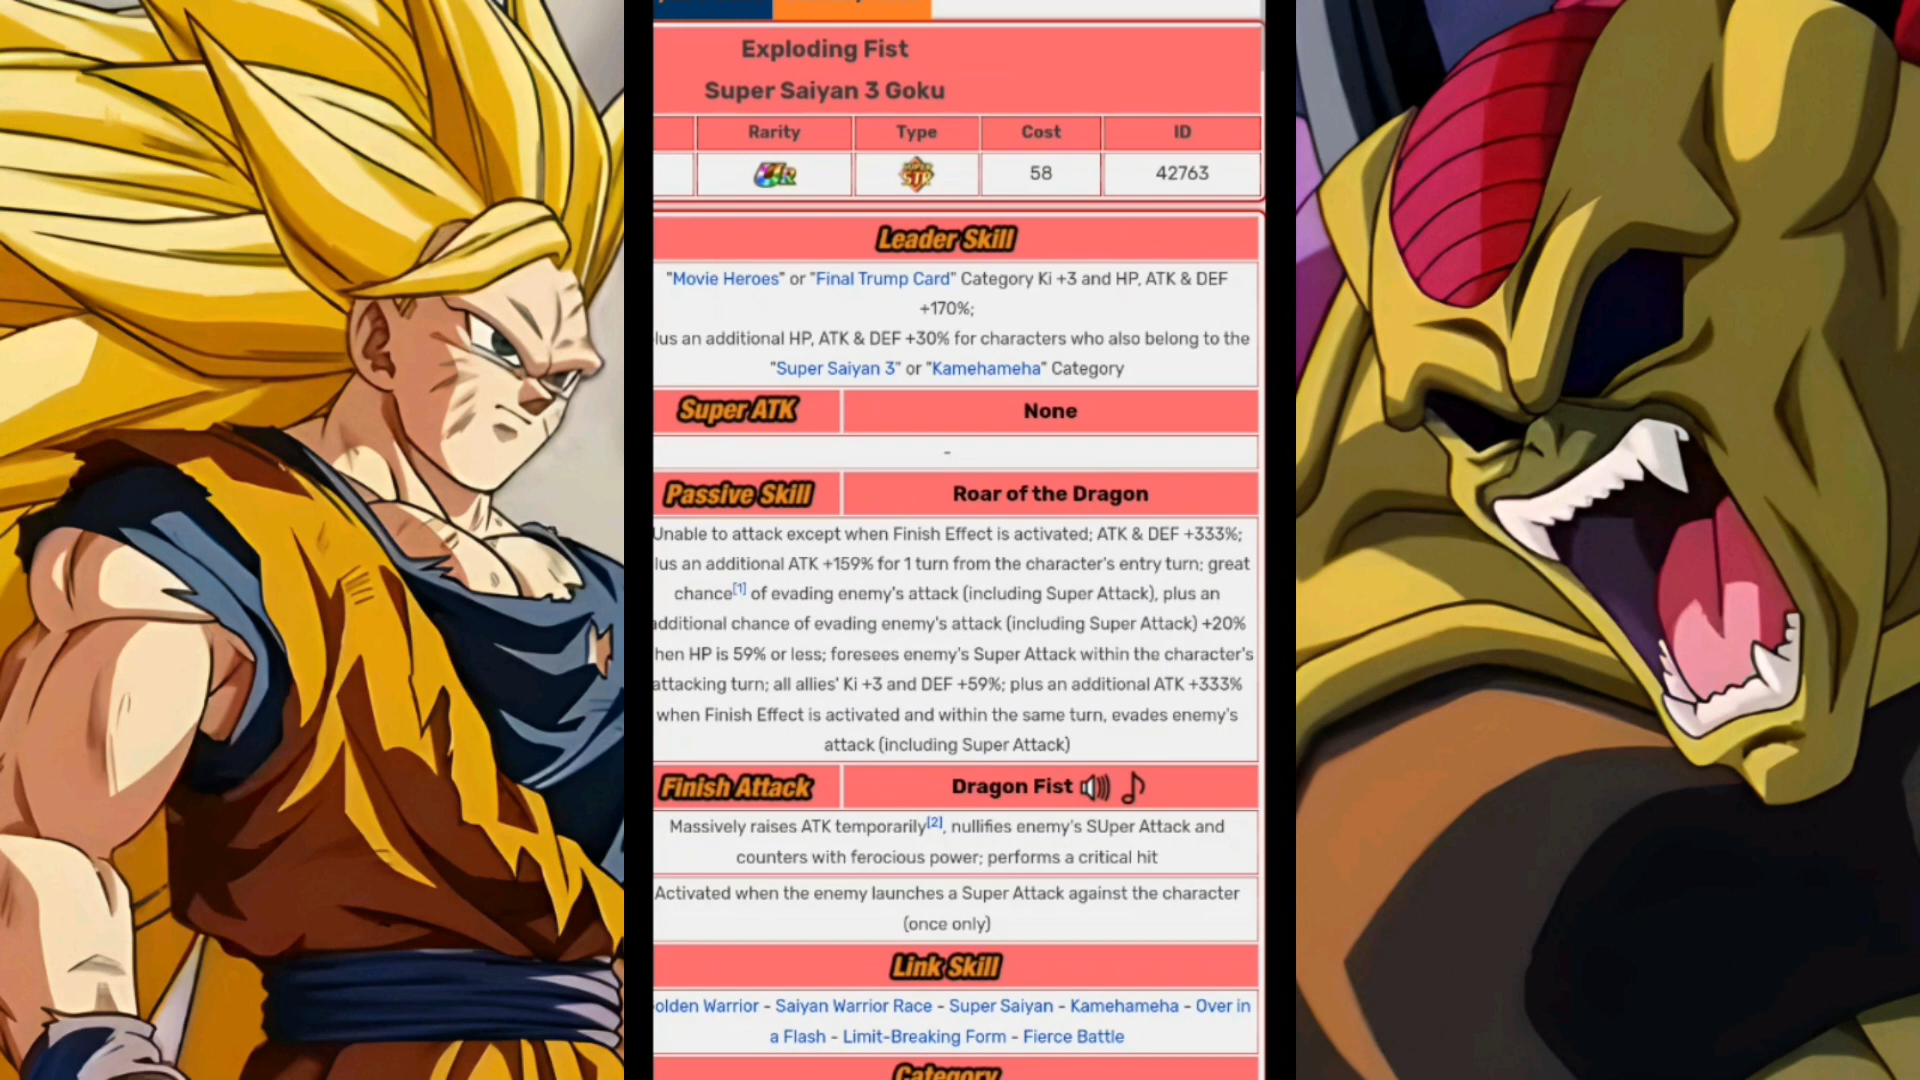 Exploding Fist
Super Saiyan 3 Goku
Rarity Type Cost ID
UR SUPER STR 58 42763
Leader Skill
"Movie Heroes" or "Final Trump Card" Category Ki +3 and HP, ATK & DEF
+170%;
lus an additional HP, ATK & DEF +30% for characters who also belong to the
"Super Saiyan 3" or "Kamehameha" Category
Super ATK None
-
Passive Skill Roar of the Dragon
Unable to attack except when Finish Effect is activated; ATK & DEF +333%;
lus an additional ATK +159% for 1 turn from the character's entry turn; great
chance[1] of evading enemy's attack (including Super Attack), plus an
additional chance of evading enemy's attack (including Super Attack) +20%
hen HP is 59% or less; foresees enemy's Super Attack within the character's
attacking turn; all allies' Ki +3 and DEF +59%; plus an additional ATK +333%
when Finish Effect is activated and within the same turn, evades enemy's
attack (including Super Attack)
Finish Attack Dragon Fist
Massively raises ATK temporarily[2], nullifies enemy's SUper Attack and
counters with ferocious power; performs a critical hit
Activated when the enemy launches a Super Attack against the character
(once only)
Link Skill
olden Warrior - Saiyan Warrior Race - Super Saiyan - Kamehameha - Over in
a Flash - Limit-Breaking Form - Fierce Battle
Category